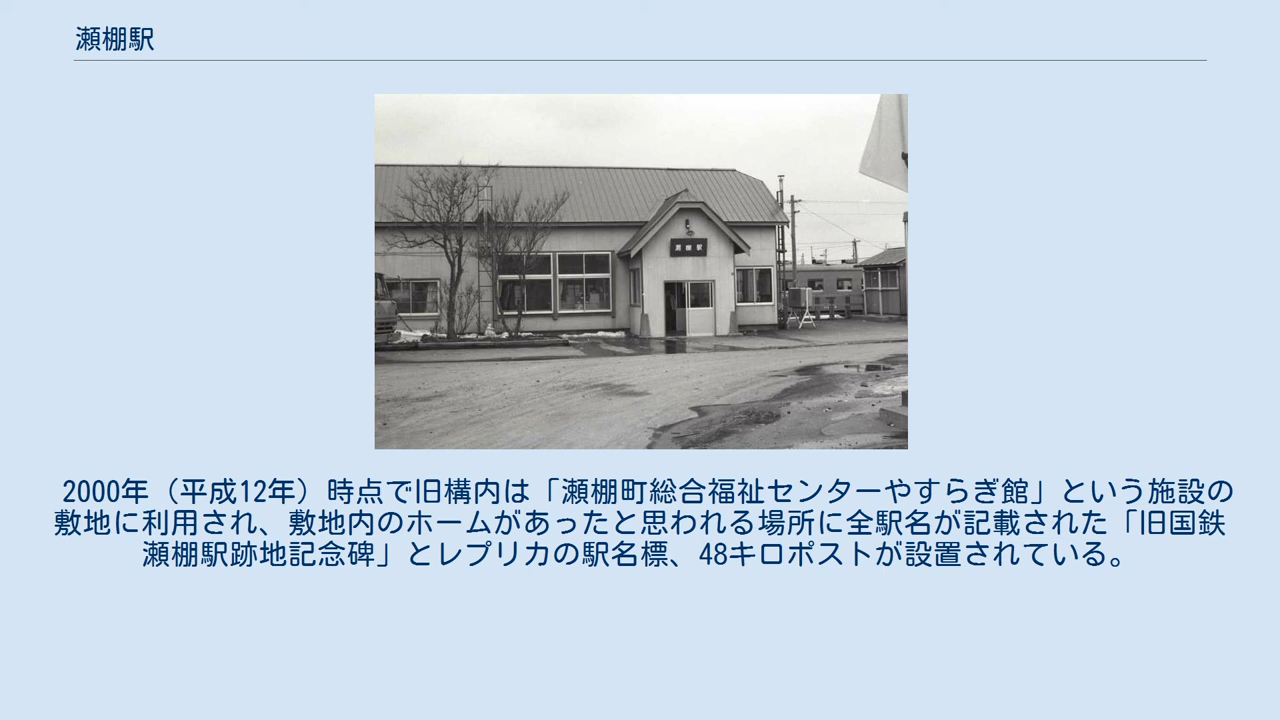 瀬棚駅
瀬棚駅
2000年（平成12年）時点で旧構内は「瀬棚町総合福祉センターやすらぎ館」という施設の
敷地に利用され、敷地内のホームがあったと思われる場所に全駅名が記載された「旧国鉄
瀬棚駅跡地記念碑」とレプリカの駅名標、48キロポストが設置されている。